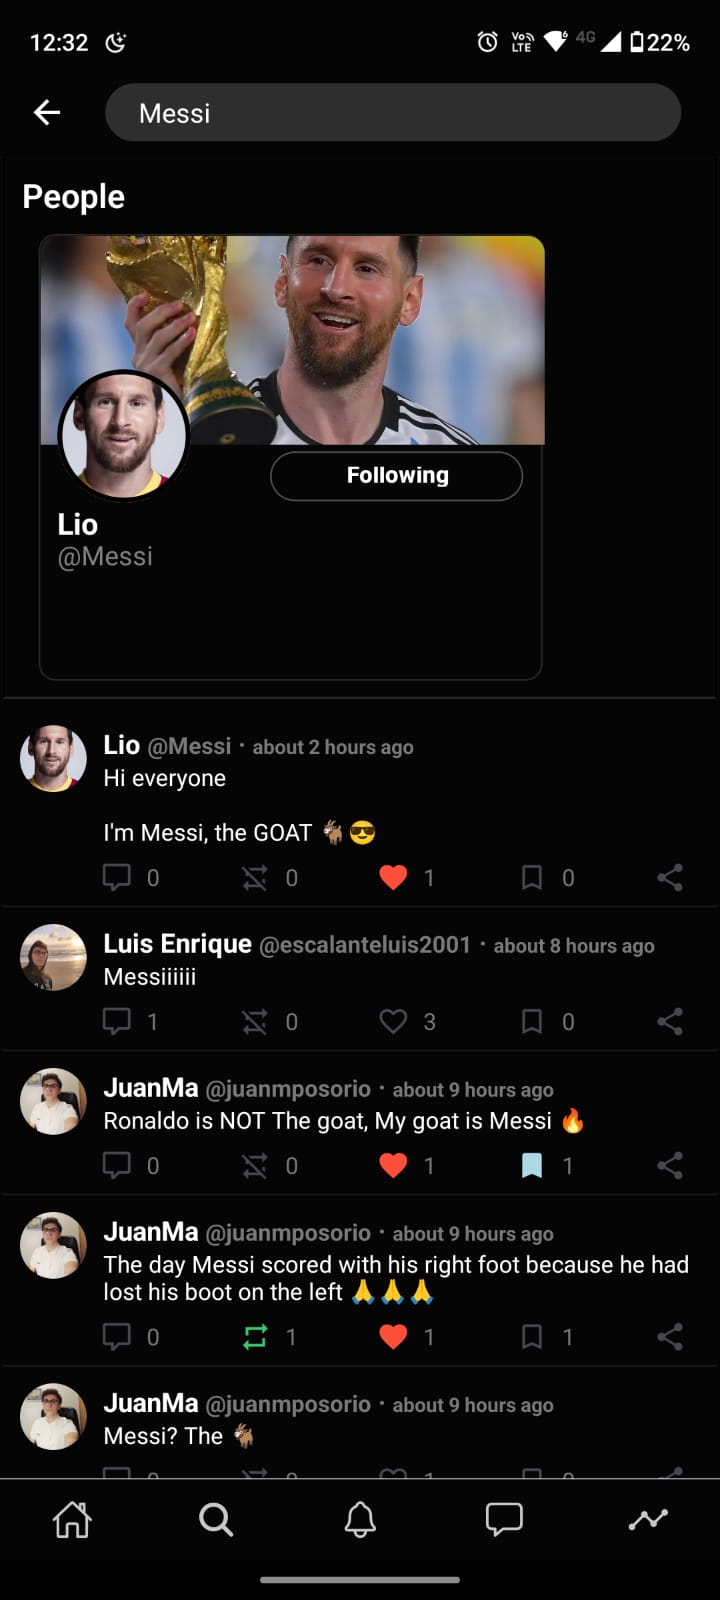 12:32 Vo LTE 6 4G 22%
Messi
People
Following
Lio
@Messi
Lio @Messi · about 2 hours ago
Hi everyone
I'm Messi, the GOAT 🐐😎
0 0 1 0
Luis Enrique @escalanteluis2001 · about 8 hours ago
Messiiiiii
1 0 3 0
JuanMa @juanmposorio · about 9 hours ago
Ronaldo is NOT The goat, My goat is Messi 🔥
0 0 1 1
JuanMa @juanmposorio · about 9 hours ago
The day Messi scored with his right foot because he had
lost his boot on the left 🙏🙏🙏
0 1 1 1
JuanMa @juanmposorio · about 9 hours ago
Messi? The 🐐